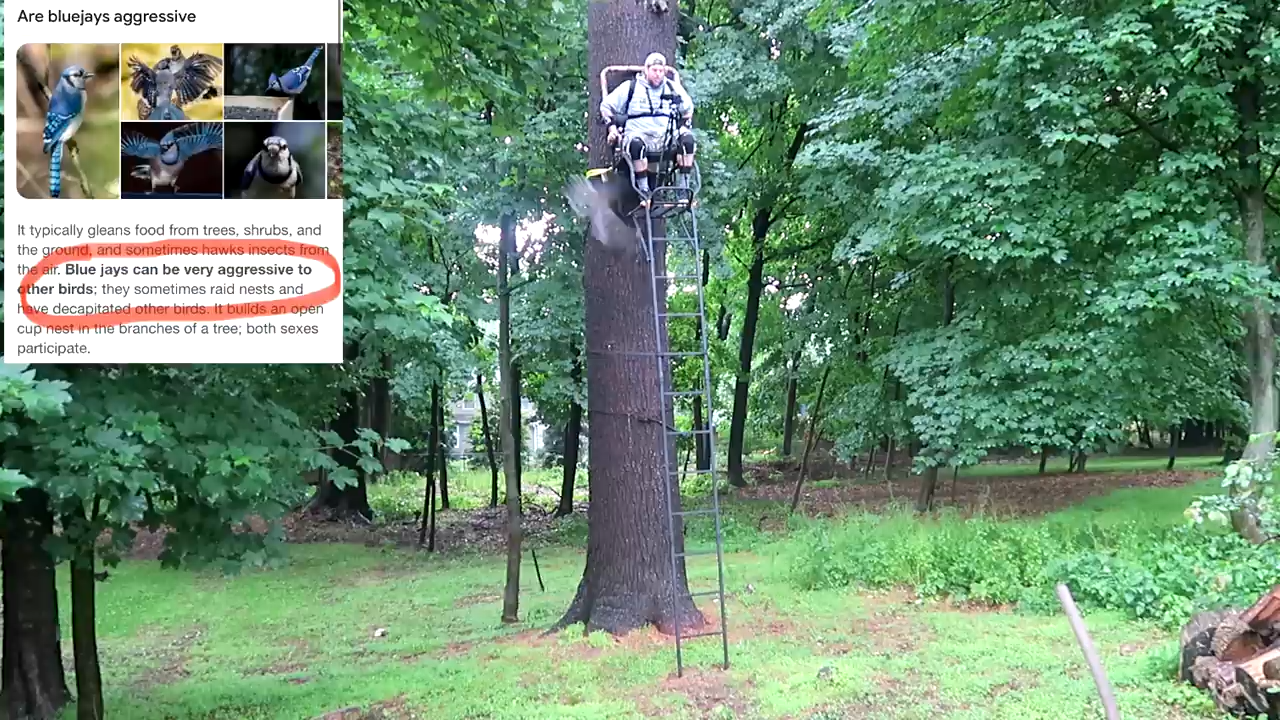 Are bluejays aggressive
It typically gleans food from trees, shrubs, and
the ground, and sometimes hawks insects from
the air. Blue jays can be very aggressive to
other birds; they sometimes raid nests and
have decapitated other birds. It builds an open
cup nest in the branches of a tree; both sexes
participate.